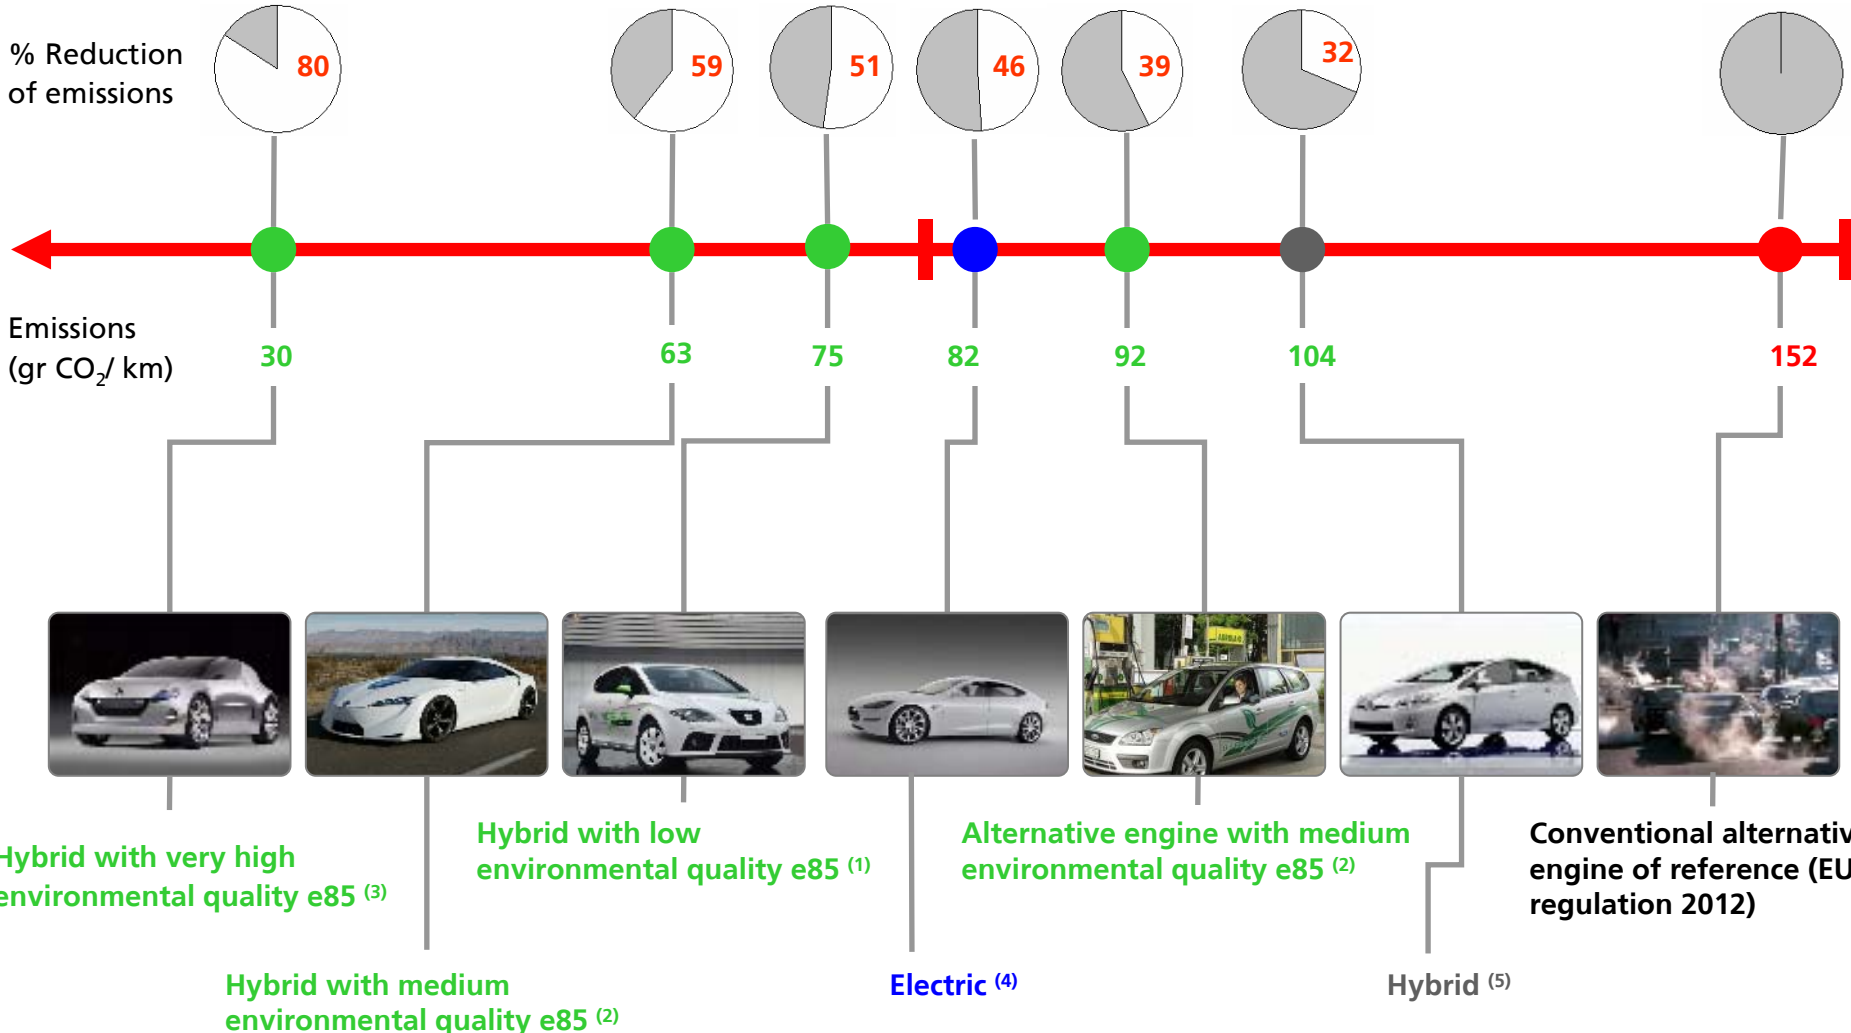 % Reduction
of emissions
80
59
51
46
39
32
Emissions
(gr CO₂/ km)
30
63
75
82
92
104
152
Hybrid with very high
environmental quality e85 (3)
Hybrid with medium
environmental quality e85 (2)
Hybrid with low
environmental quality e85 (1)
Electric (4)
Alternative engine with medium
environmental quality e85 (2)
Hybrid (5)
Conventional alternativ
engine of reference (EU
regulation 2012)